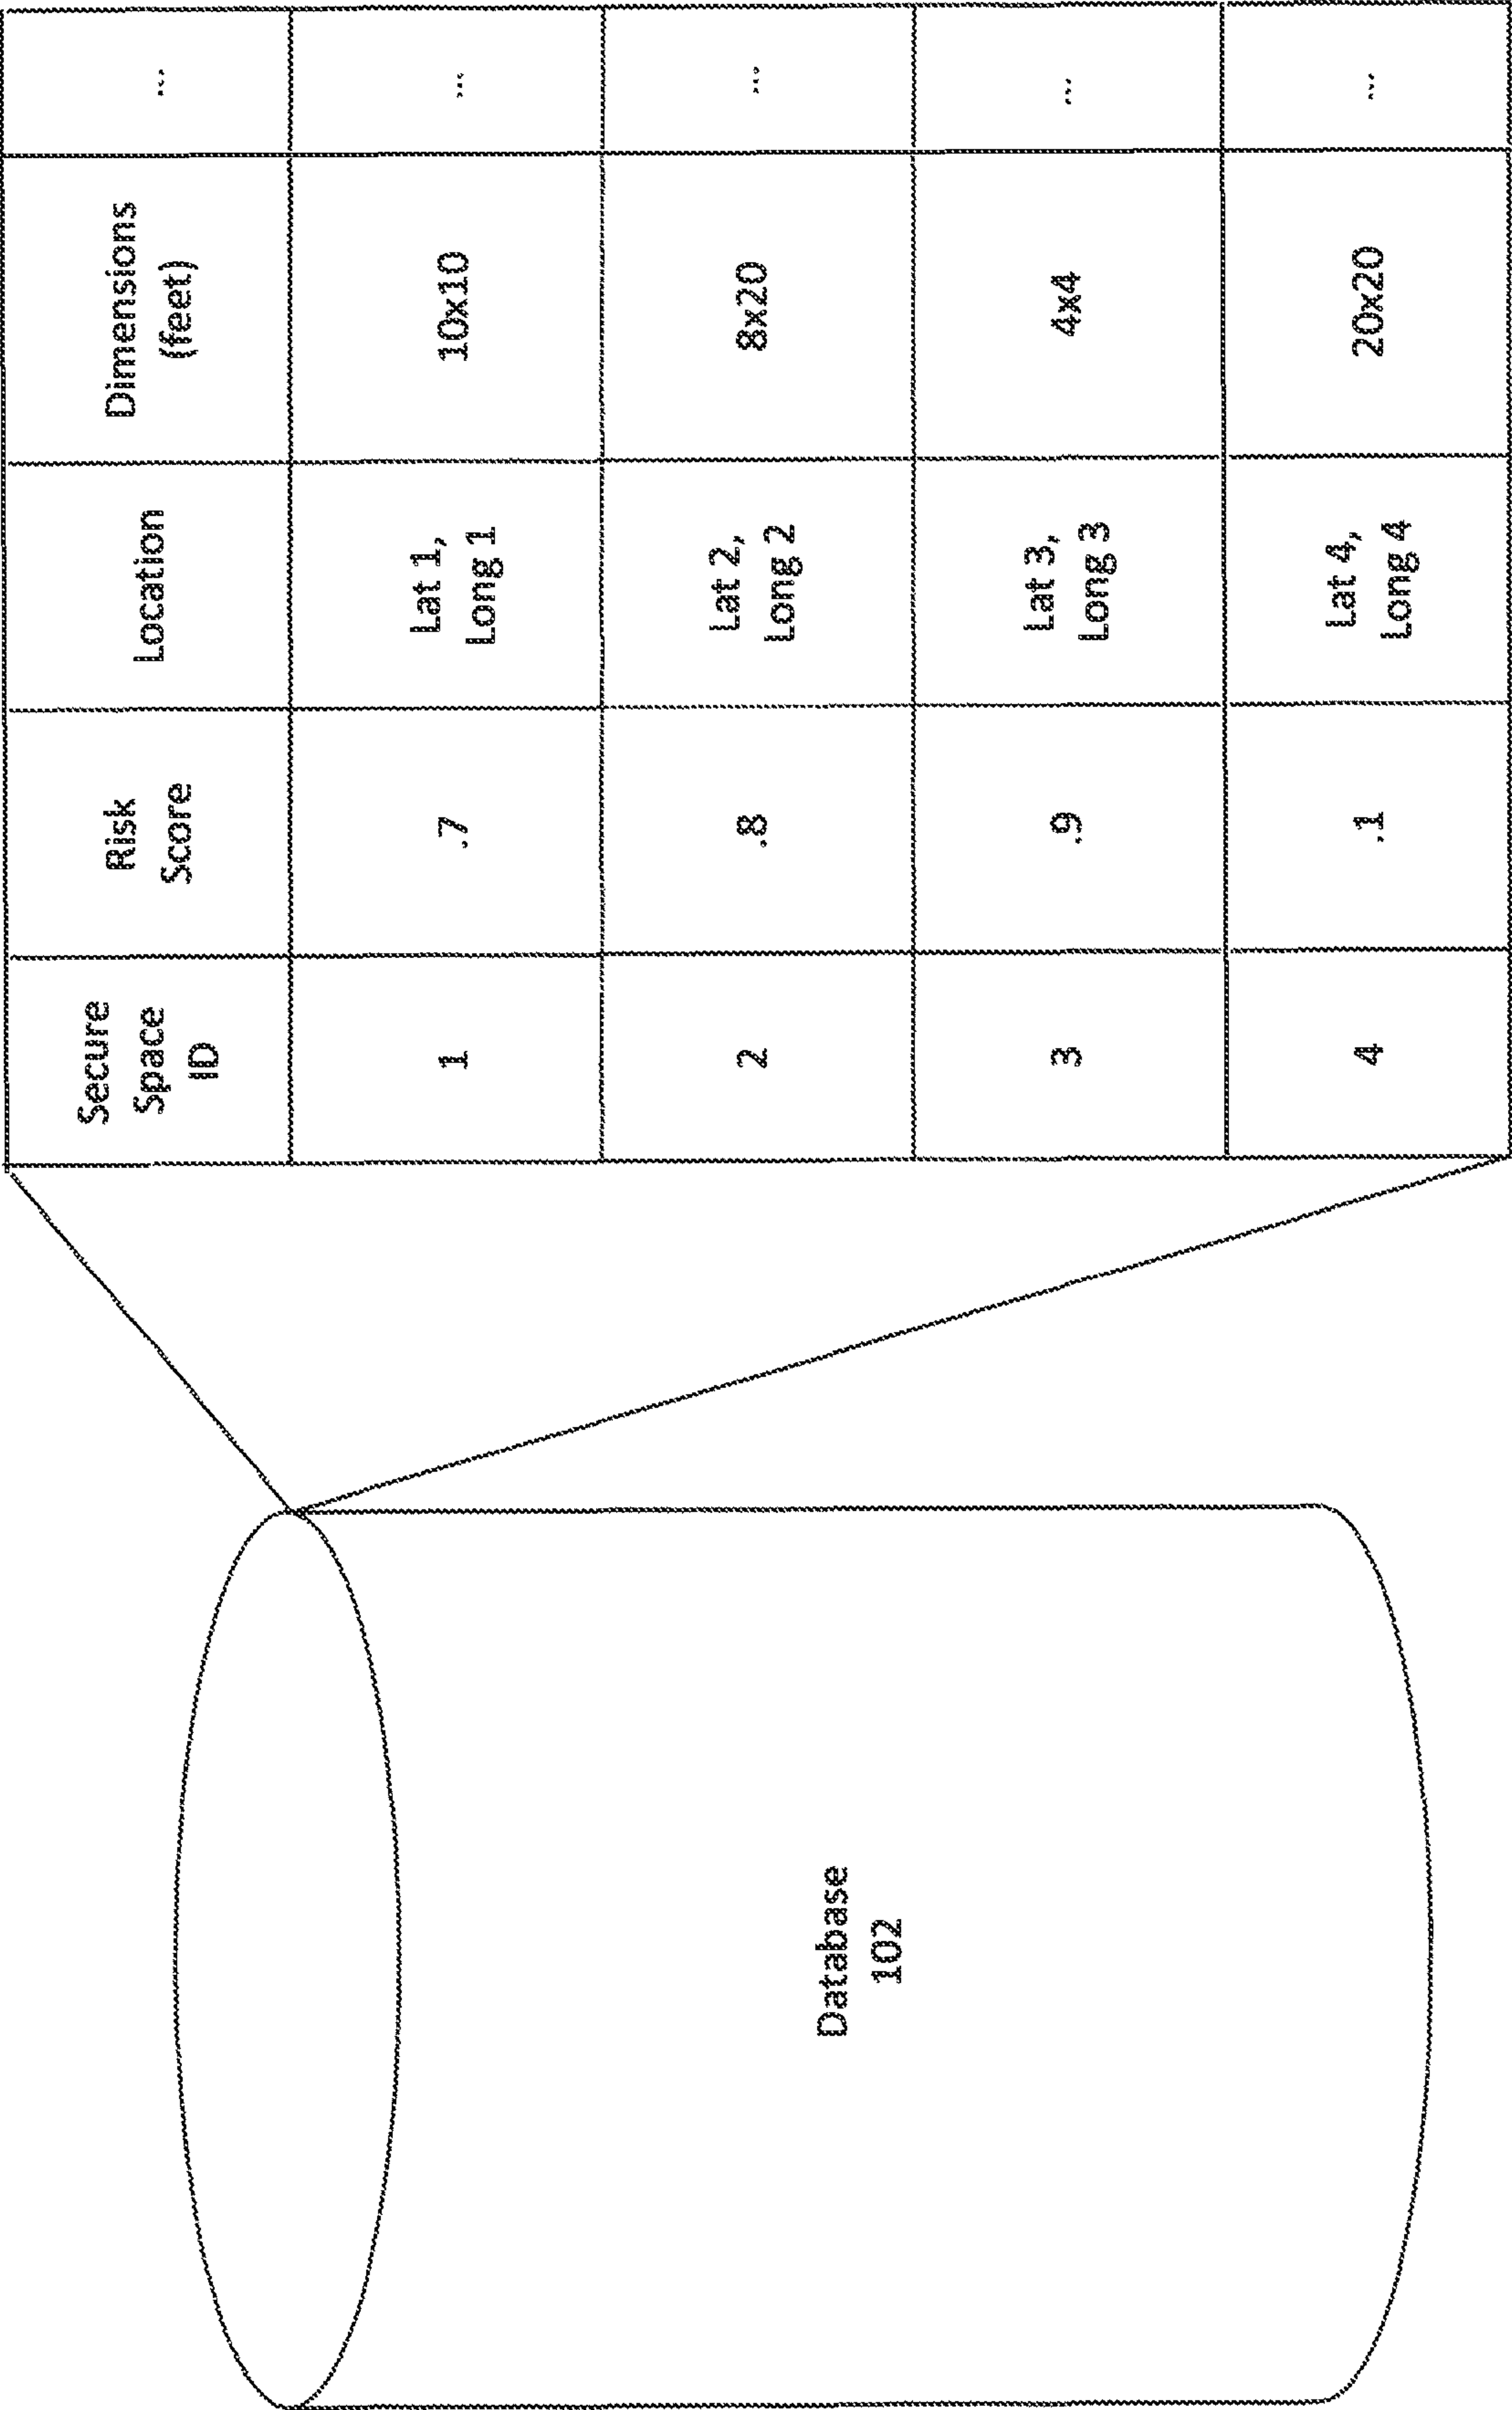 Database
102
Secure
Space
ID
Risk
Score
Location
Dimensions
(feet)
...
1
.7
Lat 1,
Long 1
10x10
...
2
.8
Lat 2,
Long 2
8x20
...
3
.9
Lat 3,
Long 3
4x4
...
4
.1
Lat 4,
Long 4
20x20
...